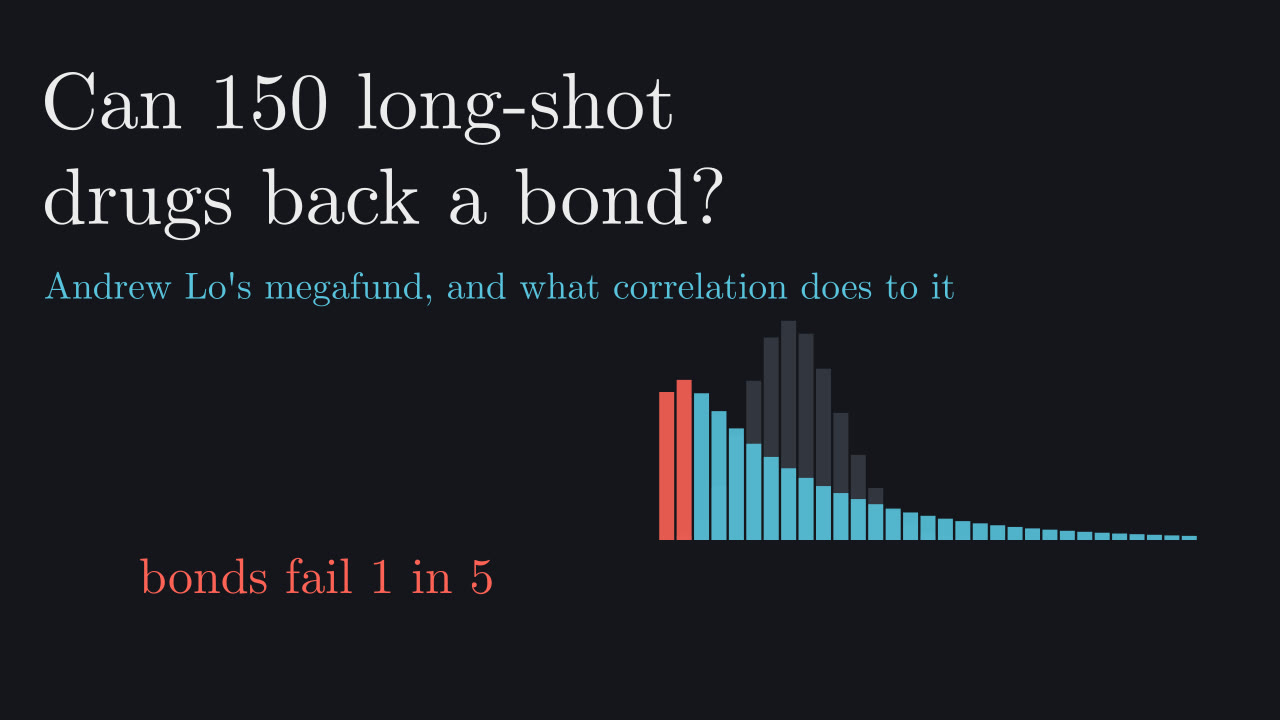 Can 150 long-shot
drugs back a bond?
Andrew Lo's megafund, and what correlation does to it
bonds fail 1 in 5